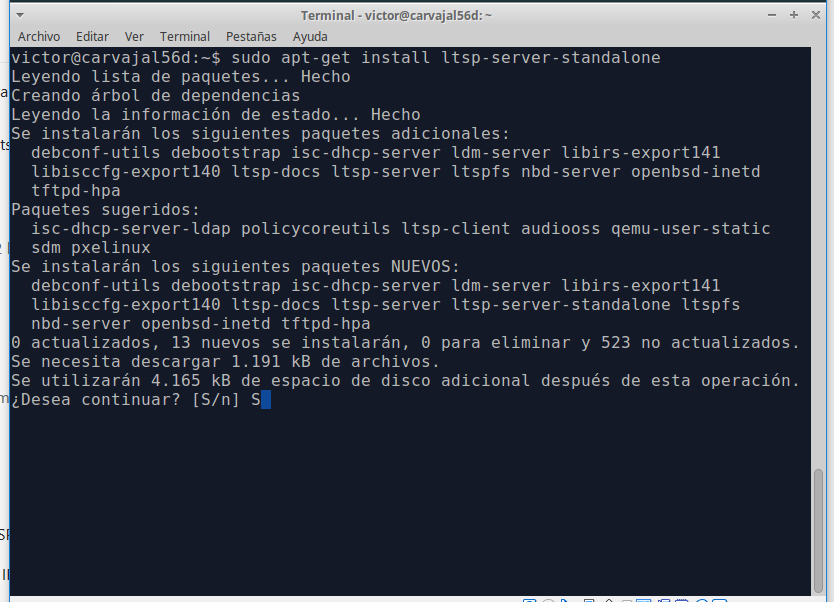 Terminal - victor@carvajal56d: ~
Archivo Editar Ver Terminal Pestañas Ayuda
victor@carvajal56d:~$ sudo apt-get install ltsp-server-standalone
Leyendo lista de paquetes... Hecho
Creando árbol de dependencias
Leyendo la información de estado... Hecho
Se instalarán los siguientes paquetes adicionales:
debconf-utils debootstrap isc-dhcp-server ldm-server libirs-export141
libisccfg-export140 ltsp-docs ltsp-server ltspfs nbd-server openbsd-inetd
tftpd-hpa
Paquetes sugeridos:
isc-dhcp-server-ldap policycoreutils ltsp-client audiooss qemu-user-static
sdm pxelinux
Se instalarán los siguientes paquetes NUEVOS:
debconf-utils debootstrap isc-dhcp-server ldm-server libirs-export141
libisccfg-export140 ltsp-docs ltsp-server ltsp-server-standalone ltspfs
nbd-server openbsd-inetd tftpd-hpa
0 actualizados, 13 nuevos se instalarán, 0 para eliminar y 523 no actualizados.
Se necesita descargar 1.191 kB de archivos.
Se utilizarán 4.165 kB de espacio de disco adicional después de esta operación.
¿Desea continuar? [S/n] S